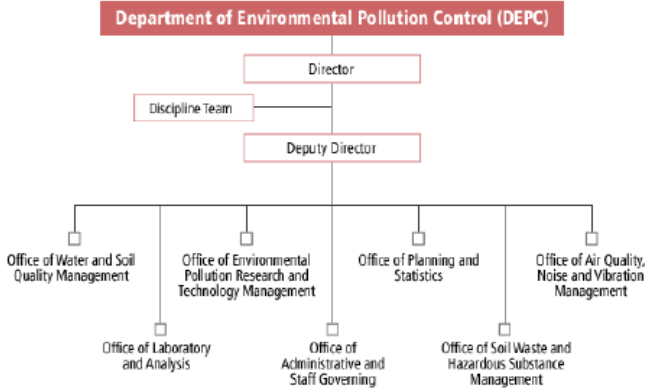 Department of Environmental Pollution Control (DEPC)
Director
Discipline Team
Deputy Director
Office of Water and Soil
Quality Management
Office of Environmental
Pollution Research and
Technology Management
Office of Planning and
Statistics
Office of Air Quality,
Noise and Vibration
Management
Office of Laboratory
and Analysis
Office of
Administrative and
Staff Governing
Office of Soil Waste and
Hazardous Substance
Management